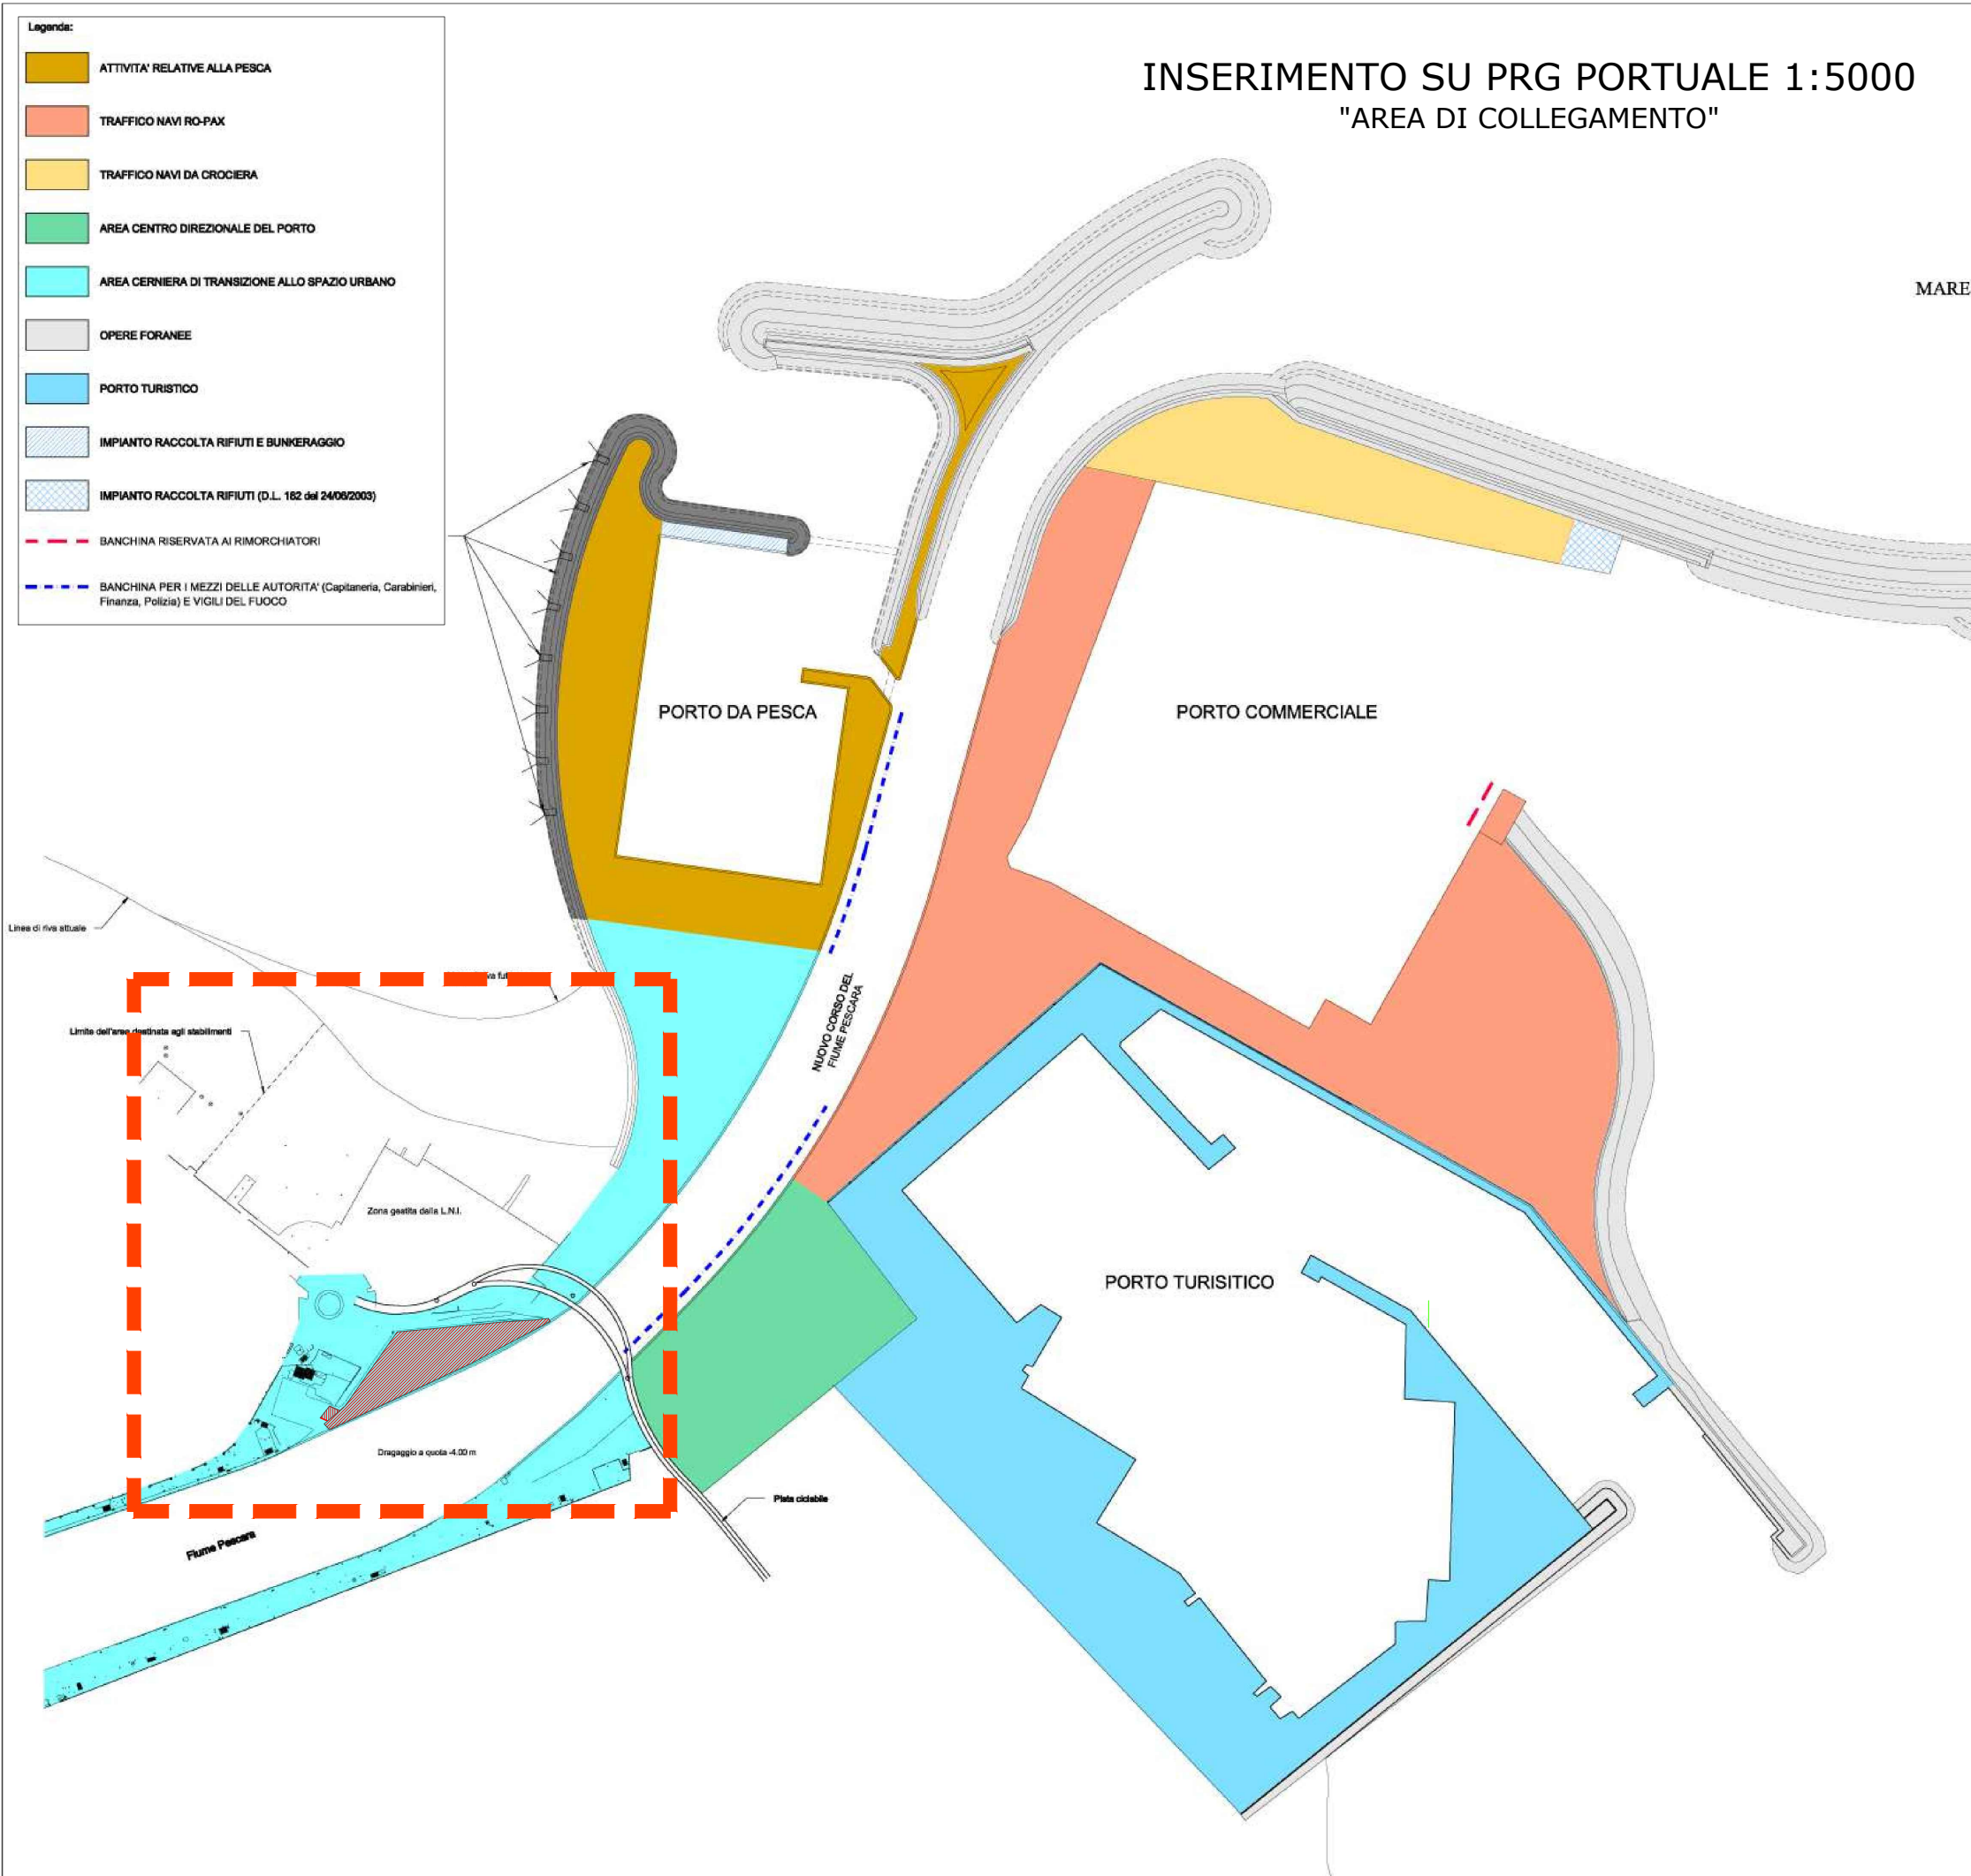 Legenda:
ATTIVITA' RELATIVE ALLA PESCA
TRAFFICO NAVI RO-PAX
TRAFFICO NAVI DA CROCIERA
AREA CENTRO DIREZIONALE DEL PORTO
AREA CERNIERA DI TRANSIZIONE ALLO SPAZIO URBANO
OPERE FORANEE
PORTO TURISTICO
IMPIANTO RACCOLTA RIFIUTI E BUNKERAGGIO
IMPIANTO RACCOLTA RIFIUTI (D.L. 182 del 24/06/2003)
BANCHINA RISERVATA AI RIMORCHIATORI
BANCHINA PER I MEZZI DELLE AUTORITA' (Capitaneria, Carabinieri,
Finanza, Polizia) E VIGILI DEL FUOCO
INSERIMENTO SU PRG PORTUALE 1:5000
"AREA DI COLLEGAMENTO"
MARE
PORTO DA PESCA
PORTO COMMERCIALE
Linea di riva attuale
Limite dell'area destinata agli stabilimenti
NUOVO CORSO DEL
FIUME PESCARA
Zona gestita dalla L.N.I.
PORTO TURISITICO
Dragaggio a quota -4.00 m
Pista ciclabile
Fiume Pescara